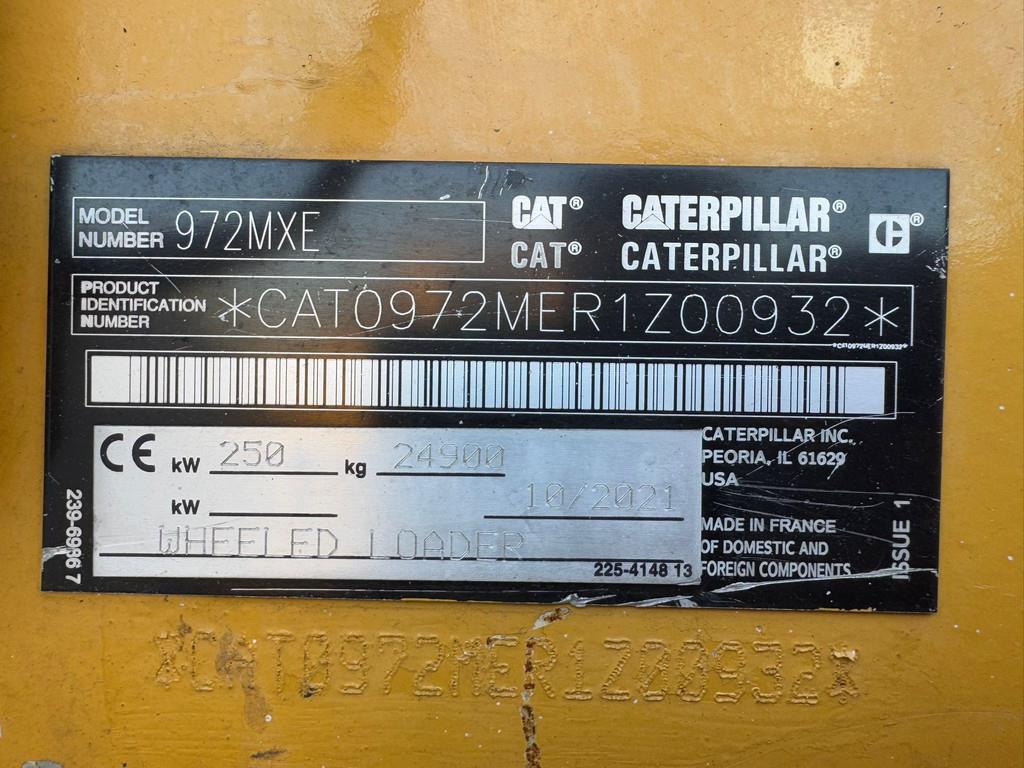 MODEL NUMBER 972MXE
CAT® CATERPILLAR® C®
CAT® CATERPILLAR®
PRODUCT IDENTIFICATION NUMBER *CAT0972MER1Z00932*
*CAT0972MER1Z00932*
CE kW 250 kg 24900
kW 10/2021
WHEELED LOADER
225-4148 13
239-6986 7
CATERPILLAR INC.
PEORIA, IL 61629
USA
MADE IN FRANCE
OF DOMESTIC AND
FOREIGN COMPONENTS
ISSUE 1
*CAT0972MER1Z00932*